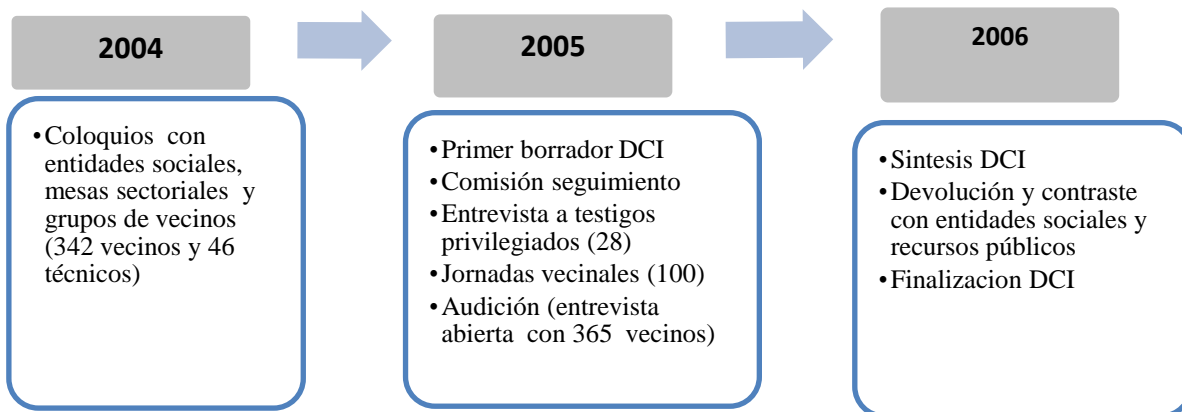 2004
•Coloquios con
entidades sociales,
mesas sectoriales y
grupos de vecinos
(342 vecinos y 46
técnicos)
2005
•Primer borrador DCI
•Comisión seguimiento
•Entrevista a testigos
privilegiados (28)
•Jornadas vecinales (100)
•Audición (entrevista
abierta con 365 vecinos)
2006
•Sintesis DCI
•Devolución y contraste
con entidades sociales y
recursos públicos
•Finalizacion DCI